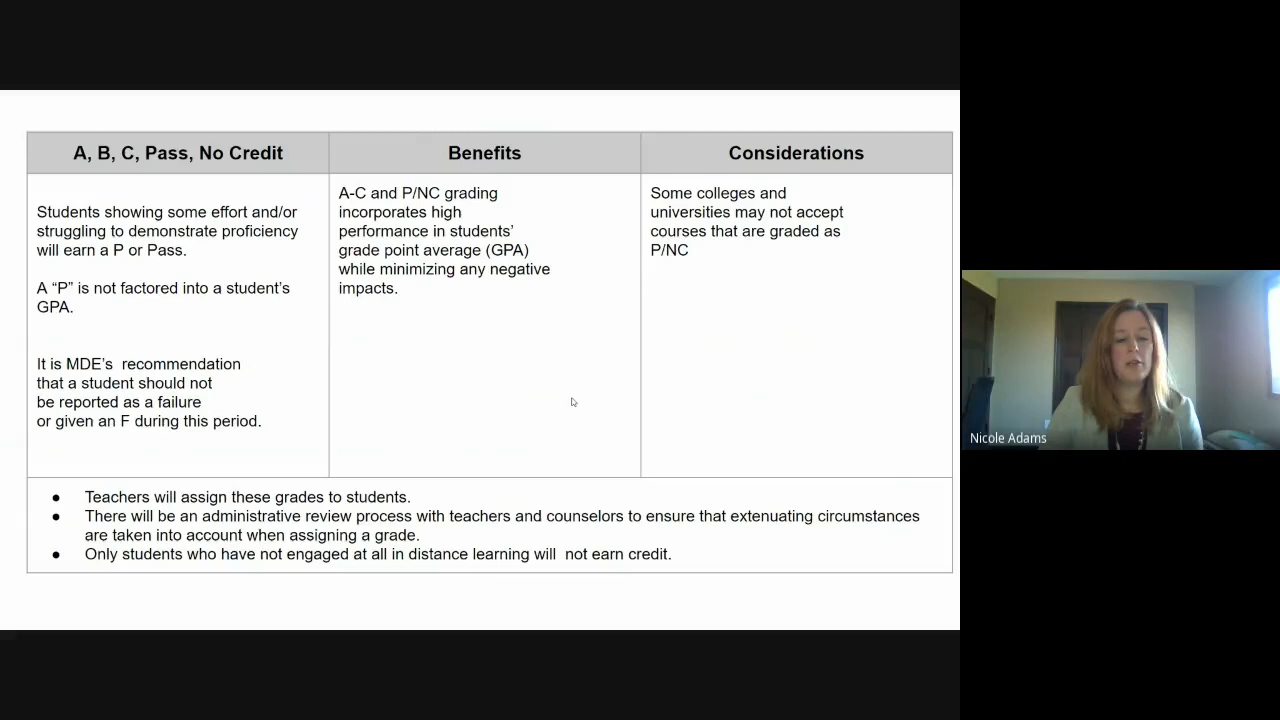 A, B, C, Pass, No Credit
Benefits
Considerations
Students showing some effort and/or
struggling to demonstrate proficiency
will earn a P or Pass.
A “P” is not factored into a student’s
GPA.
It is MDE’s  recommendation
that a student should not
be reported as a failure
or given an F during this period.
A-C and P/NC grading
incorporates high
performance in students’
grade point average (GPA)
while minimizing any negative
impacts.
Some colleges and
universities may not accept
courses that are graded as
P/NC
● Teachers will assign these grades to students.
● There will be an administrative review process with teachers and counselors to ensure that extenuating circumstances
are taken into account when assigning a grade.
● Only students who have not engaged at all in distance learning will  not earn credit.
Nicole Adams